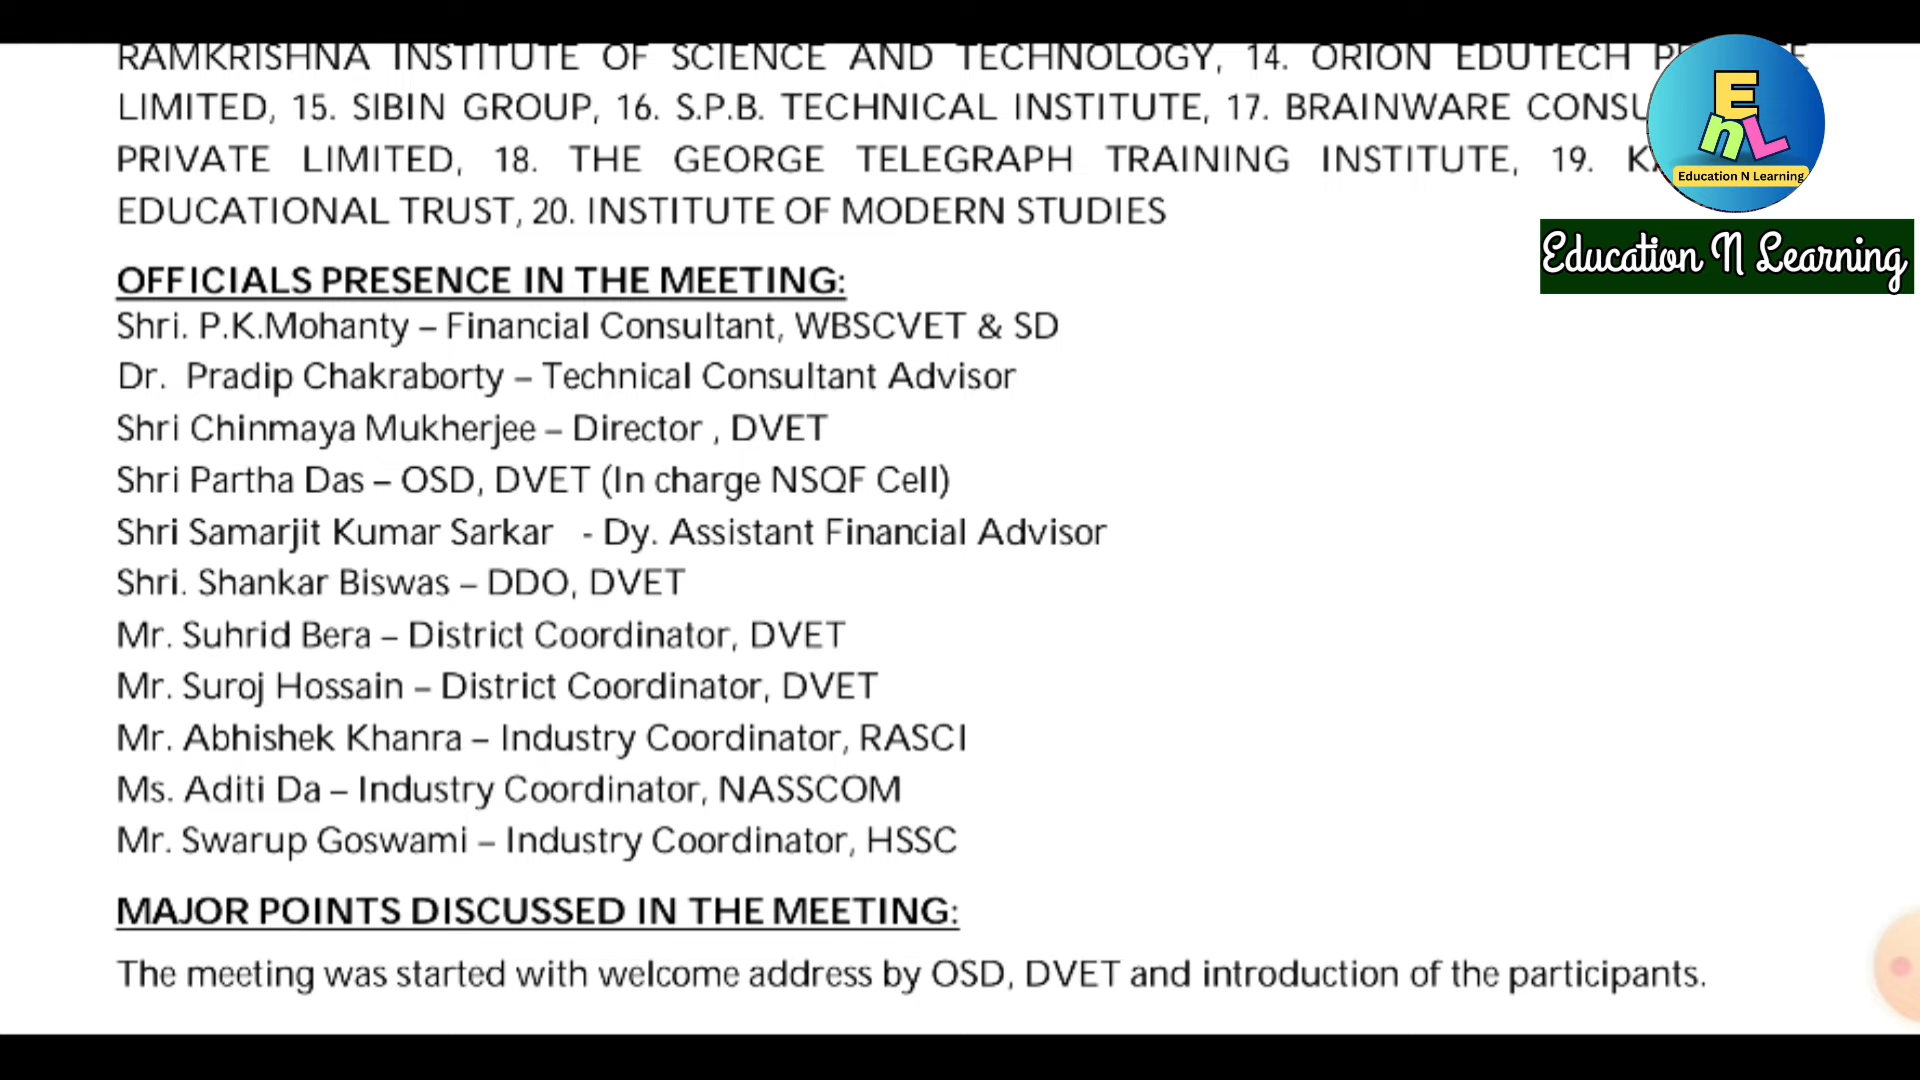 RAMKRISHNA INSTITUTE OF SCIENCE AND TECHNOLOGY, 14. ORION EDUTECH
LIMITED, 15. SIBIN GROUP, 16. S.P.B. TECHNICAL INSTITUTE, 17. BRAINWARE
PRIVATE LIMITED, 18. THE GEORGE TELEGRAPH TRAINING INSTITUTE, 19.
EDUCATIONAL TRUST, 20. INSTITUTE OF MODERN STUDIES
EnL
Education N Learning
Education N Learning
OFFICIALS PRESENCE IN THE MEETING:
Shri. P.K.Mohanty – Financial Consultant, WBSCVET & SD
Dr. Pradip Chakraborty – Technical Consultant Advisor
Shri Chinmaya Mukherjee – Director , DVET
Shri Partha Das – OSD, DVET (In charge NSQF Cell)
Shri Samarjit Kumar Sarkar - Dy. Assistant Financial Advisor
Shri. Shankar Biswas – DDO, DVET
Mr. Suhrid Bera – District Coordinator, DVET
Mr. Suroj Hossain – District Coordinator, DVET
Mr. Abhishek Khanra – Industry Coordinator, RASCI
Ms. Aditi Da – Industry Coordinator, NASSCOM
Mr. Swarup Goswami – Industry Coordinator, HSSC
MAJOR POINTS DISCUSSED IN THE MEETING:
The meeting was started with welcome address by OSD, DVET and introduction of the participants.